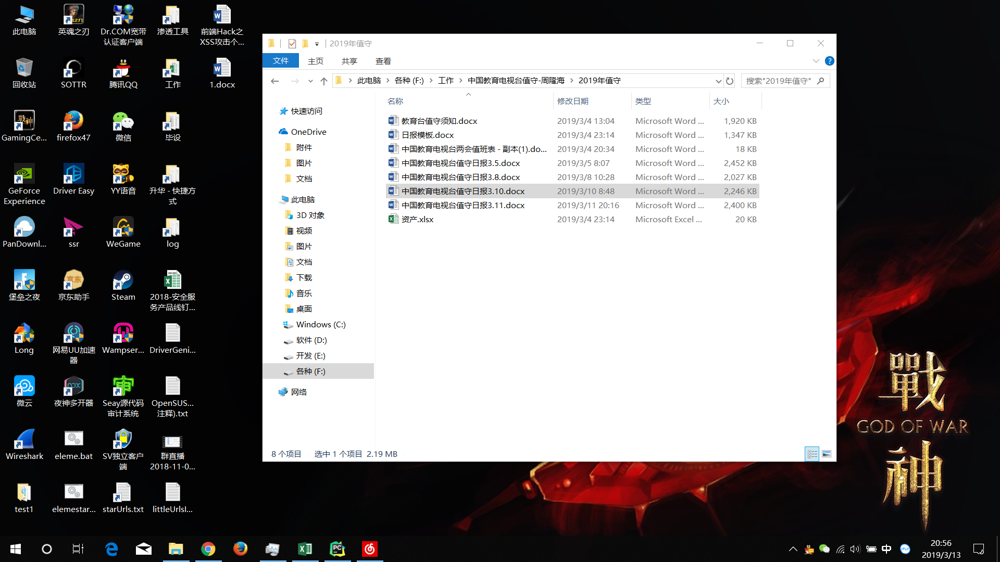 此电脑
英魂之刃
Dr.COM宽带
认证客户端
渗透工具
前端Hack之
XSS攻击个...
回收站
SOTTR
腾讯QQ
工作
1.docx
GamingCe...
firefox47
微信
毕设
GeForce
Experience
Driver Easy
YY语音
升华 - 快捷方
式
PanDownl...
ssr
WeGame
log
堡垒之夜
京东助手
Steam
2018-安全服
务产品线钉...
Long
网易UU加速
器
Wampser...
DriverGeni...
微云
夜神多开器
Seay源代码
审计系统
OpenSUS...
注释).txt
Wireshark
eleme.bat
SV独立客户
端
群直播
2018-11-0...
test1
elemestar...
starUrls.txt
littleUrlsI...
2019年值守
文件
主页
共享
查看
此电脑
各种 (F:)
工作
中国教育电视台值守-周隆海
2019年值守
搜索"2019年值守"
快速访问
OneDrive
附件
图片
文档
此电脑
3D 对象
视频
图片
文档
下载
音乐
桌面
Windows (C:)
软件 (D:)
开发 (E:)
各种 (F:)
网络
名称 修改日期 类型 大小
教育台值守须知.docx 2019/3/4 13:04 Microsoft Word ... 1,920 KB
日报模板.docx 2019/3/4 23:14 Microsoft Word ... 1,347 KB
中国教育电视台两会值班表 - 副本(1).do... 2019/3/4 20:34 Microsoft Word ... 18 KB
中国教育电视台值守日报3.5.docx 2019/3/5 8:07 Microsoft Word ... 2,452 KB
中国教育电视台值守日报3.8.docx 2019/3/8 10:28 Microsoft Word ... 2,027 KB
中国教育电视台值守日报3.10.docx 2019/3/10 8:48 Microsoft Word ... 2,246 KB
中国教育电视台值守日报3.11.docx 2019/3/11 20:16 Microsoft Word ... 2,400 KB
资产.xlsx 2019/3/4 23:14 Microsoft Excel ... 20 KB
8 个项目 选中 1 个项目 2.19 MB
戰
GOD OF WAR
神
中
20:56
2019/3/13